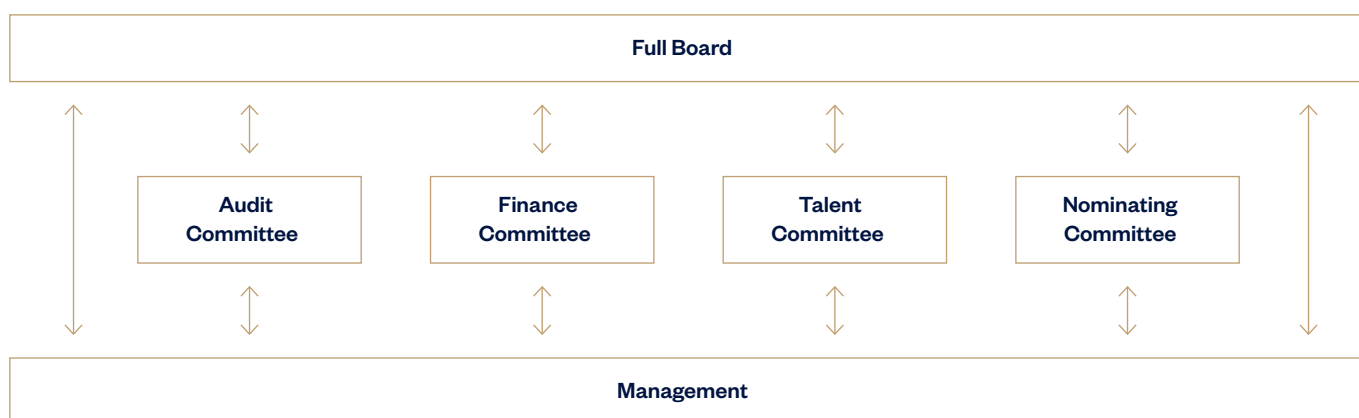 Full Board
Audit
Committee
Finance
Committee
Talent
Committee
Nominating
Committee
Management